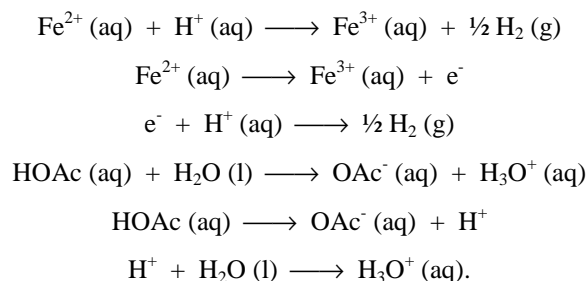 Fe²⁺ (aq) + H⁺ (aq) ⟶ Fe³⁺ (aq) + ½ H₂ (g)
Fe²⁺ (aq) ⟶ Fe³⁺ (aq) + e⁻
e⁻ + H⁺ (aq) ⟶ ½ H₂ (g)
HOAc (aq) + H₂O (l) ⟶ OAc⁻ (aq) + H₃O⁺ (aq)
HOAc (aq) ⟶ OAc⁻ (aq) + H⁺
H⁺ + H₂O (l) ⟶ H₃O⁺ (aq).